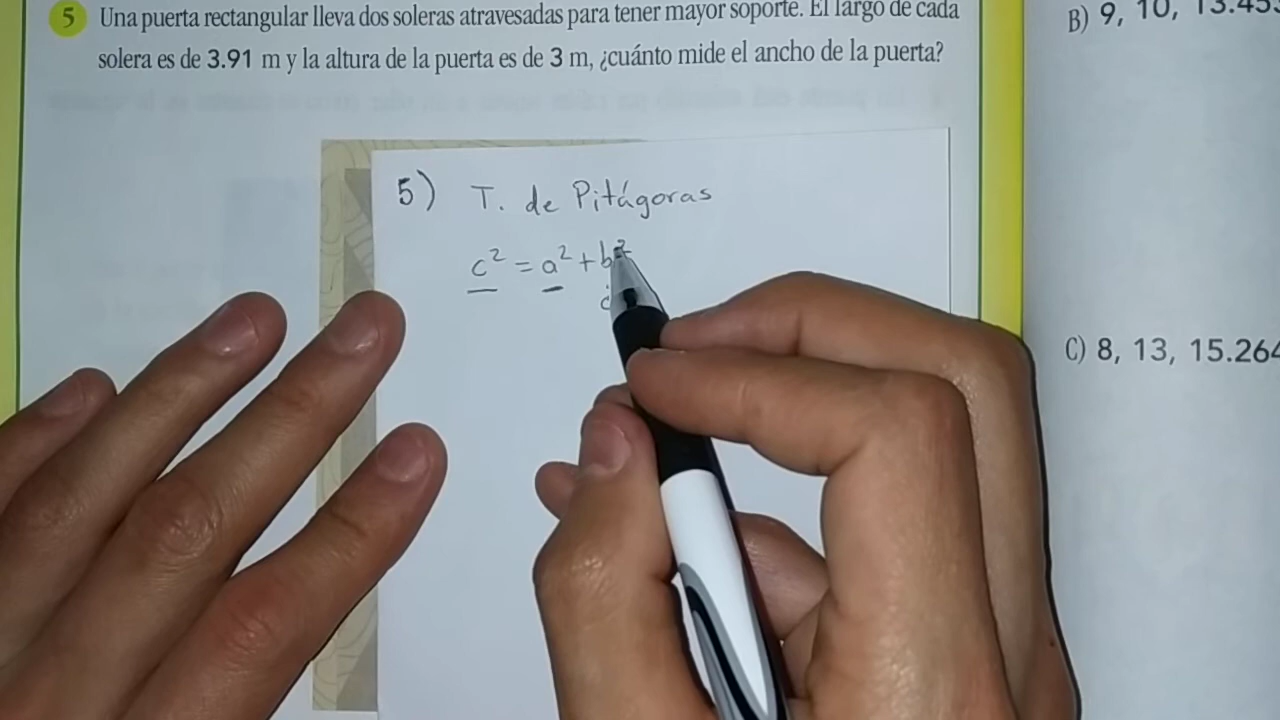 5 Una puerta rectangular lleva dos soleras atravesadas para tener mayor soporte. El largo de cada
solera es de 3.91 m y la altura de la puerta es de 3 m, ¿cuánto mide el ancho de la puerta?
5) T. de Pitágoras
c² = a² + b²
B) 9, 10,
C) 8, 13, 15.264